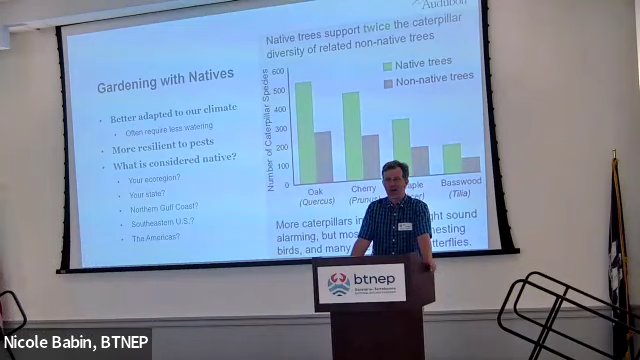 Audubon
Gardening with Natives
• Better adapted to our climate
• Often require less watering
• More resilient to pests
• What is considered native?
• Your ecoregion?
• Your state?
• Northern Gulf Coast?
• Southeastern U.S.?
• The Americas?
Native trees support twice the caterpillar
diversity of related non-native trees
Number of Caterpillar Species
600
500
400
300
200
100
0
Native trees
Non-native trees
Oak
(Quercus)
Cherry
(Prunus
Basswood
(Tilia)
More caterpillars in ght sound
alarming, but mos nesting
birds, and many tterflies.
btnep
Nicole Babin, BTNEP